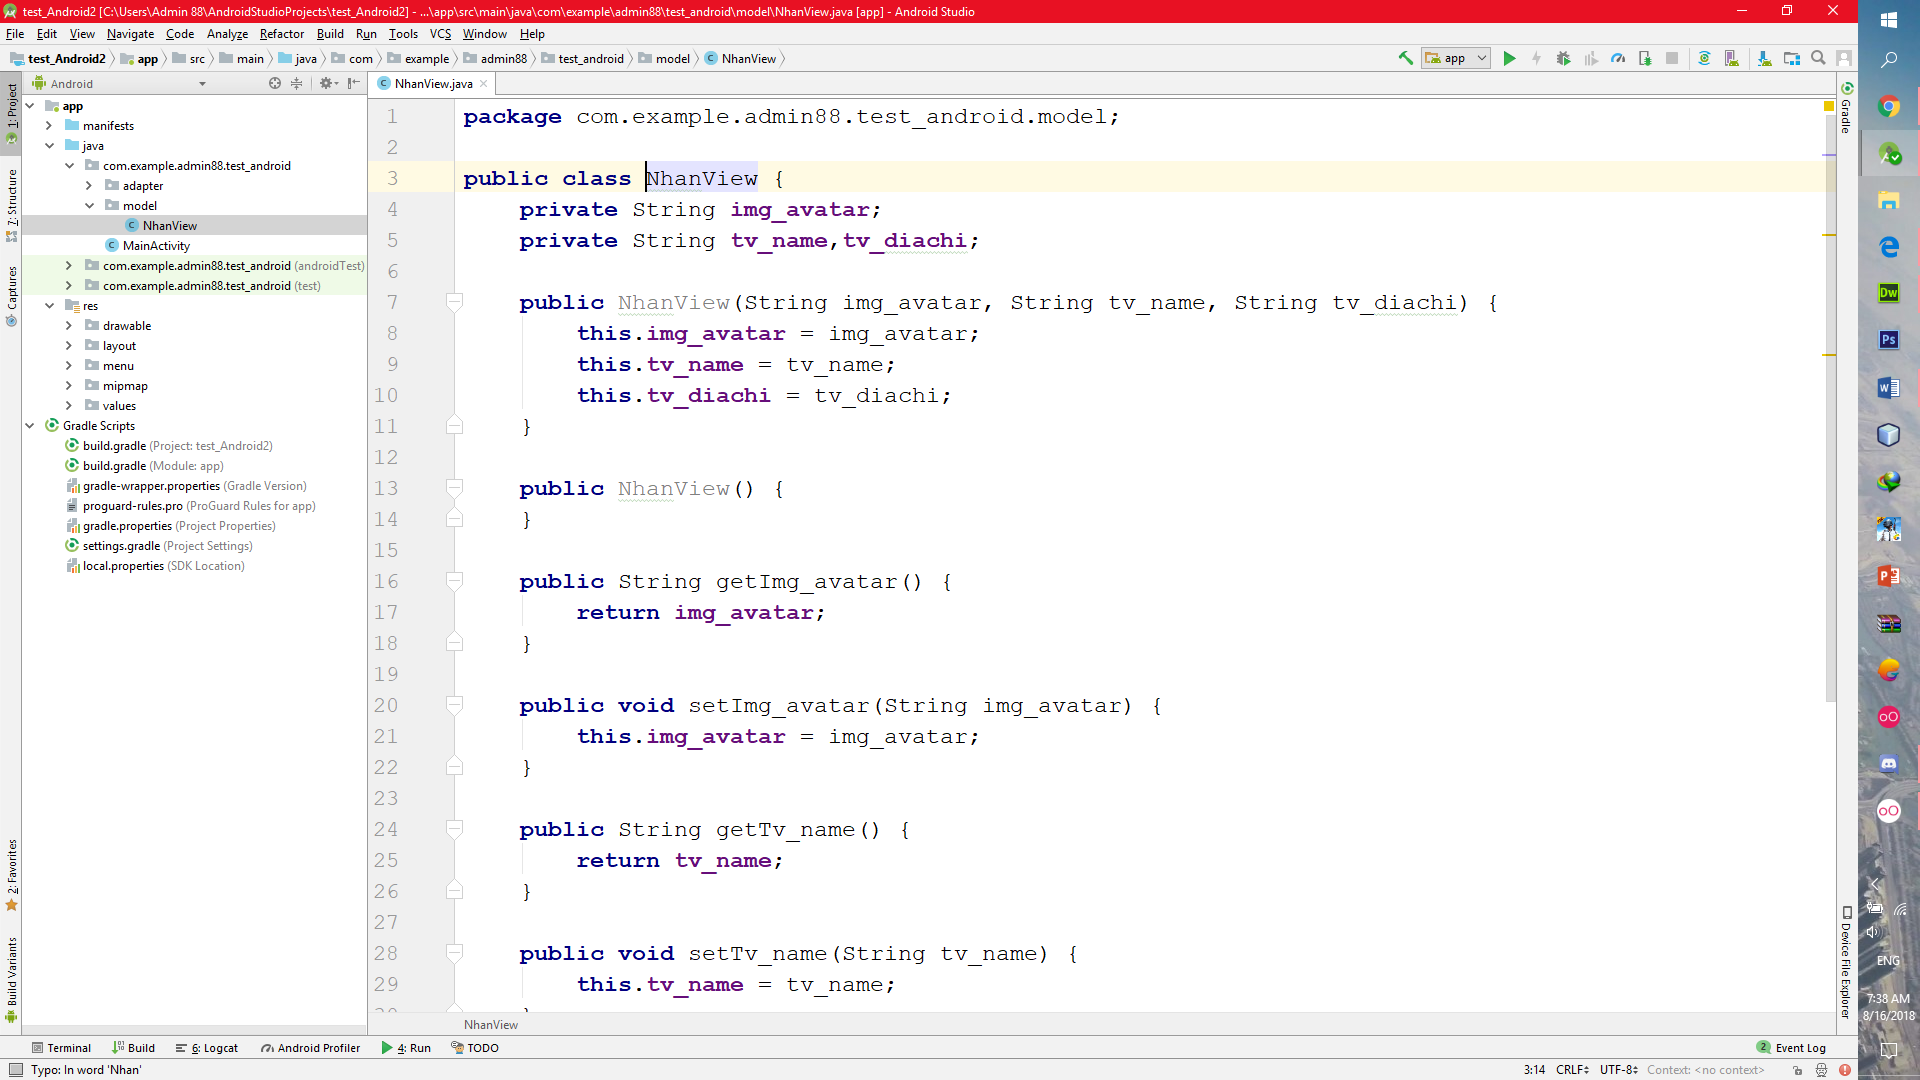 test_Android2 [C:\Users\Admin 88\AndroidStudioProjects\test_Android2] - ...\app\src\main\java\com\example\admin88\test_android\model\NhanView.java [app] - Android Studio
File Edit View Navigate Code Analyze Refactor Build Run Tools VCS Window Help
test_Android2 app src main java com example admin88 test_android model NhanView
app
Android
NhanView.java
1: Project
7: Structure
Captures
2: Favorites
Build Variants
app
manifests
java
com.example.admin88.test_android
adapter
model
NhanView
MainActivity
com.example.admin88.test_android (androidTest)
com.example.admin88.test_android (test)
res
drawable
layout
menu
mipmap
values
Gradle Scripts
build.gradle (Project: test_Android2)
build.gradle (Module: app)
gradle-wrapper.properties (Gradle Version)
proguard-rules.pro (ProGuard Rules for app)
gradle.properties (Project Properties)
settings.gradle (Project Settings)
local.properties (SDK Location)
1 package com.example.admin88.test_android.model;
2
3 public class NhanView {
4 private String img_avatar;
5 private String tv_name,tv_diachi;
6
7 public NhanView(String img_avatar, String tv_name, String tv_diachi) {
8 this.img_avatar = img_avatar;
9 this.tv_name = tv_name;
10 this.tv_diachi = tv_diachi;
11 }
12
13 public NhanView() {
14 }
15
16 public String getImg_avatar() {
17 return img_avatar;
18 }
19
20 public void setImg_avatar(String img_avatar) {
21 this.img_avatar = img_avatar;
22 }
23
24 public String getTv_name() {
25 return tv_name;
26 }
27
28 public void setTv_name(String tv_name) {
29 this.tv_name = tv_name;
NhanView
Gradle
Device File Explorer
Dw
Ps
ENG
7:38 AM
8/16/2018
Terminal Build 6: Logcat Android Profiler 4: Run TODO
2 Event Log
Typo: In word 'Nhan'
3:14 CRLF UTF-8 Context: <no context>